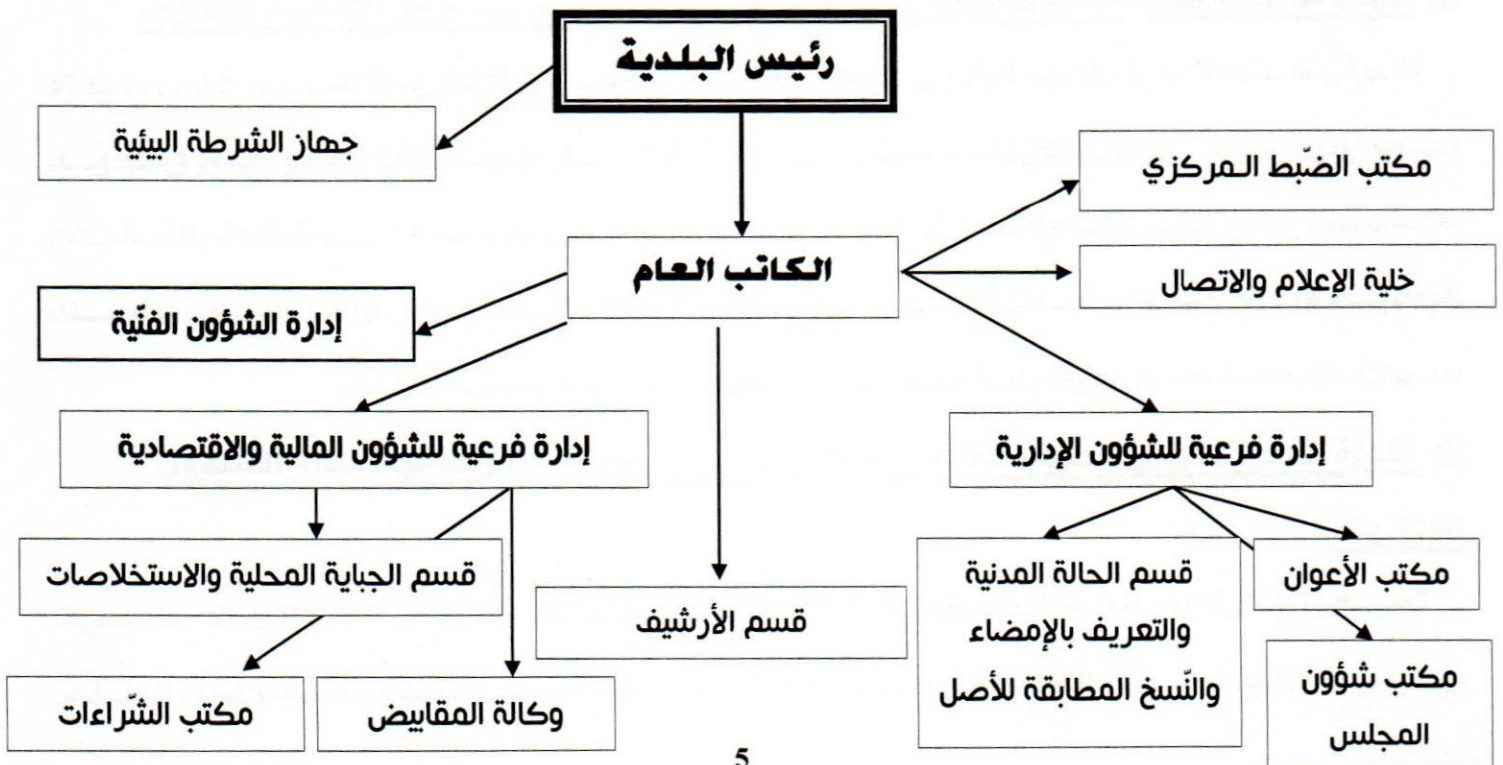 رئيس البلدية
جهاز الشرطة البيئية
مكتب الضّبط المركزي
الكاتب العام
خلية الإعلام والاتصال
إدارة الشؤون الفنّية
إدارة فرعية للشؤون المالية والاقتصادية
إدارة فرعية للشؤون الإدارية
قسم الجباية المحلية والاستخلاصات
قسم الأرشيف
قسم الحالة المدنية
والتعريف بالإمضاء
والنّسخ المطابقة للأصل
مكتب الأعوان
مكتب شؤون
المجلس
مكتب الشّراءات
وكالة المقابيض
5